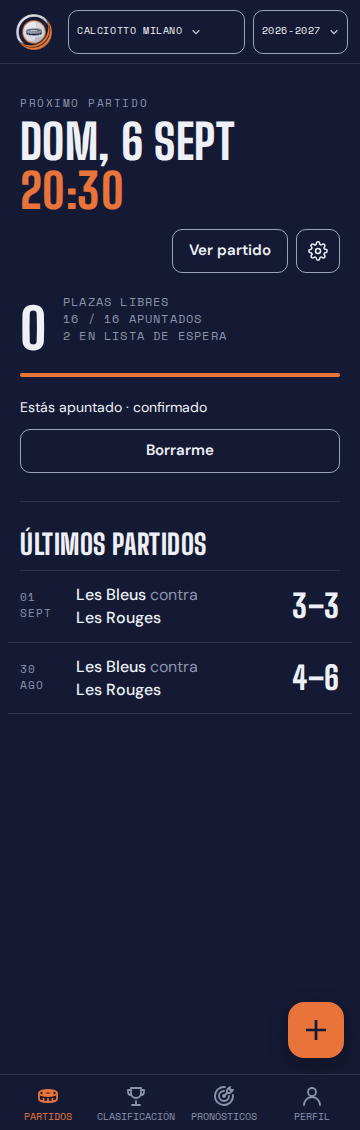 CALCIOTTO MILANO
2026-2027
PRÓXIMO PARTIDO
DOM, 6 SEPT
20:30
Ver partido
0
PLAZAS LIBRES
16 / 16 APUNTADOS
2 EN LISTA DE ESPERA
Estás apuntado · confirmado
Borrarme
ÚLTIMOS PARTIDOS
01
SEPT
Les Bleus contra
Les Rouges
3–3
30
AGO
Les Bleus contra
Les Rouges
4–6
PARTIDOS
CLASIFICACIÓN
PRONÓSTICOS
PERFIL